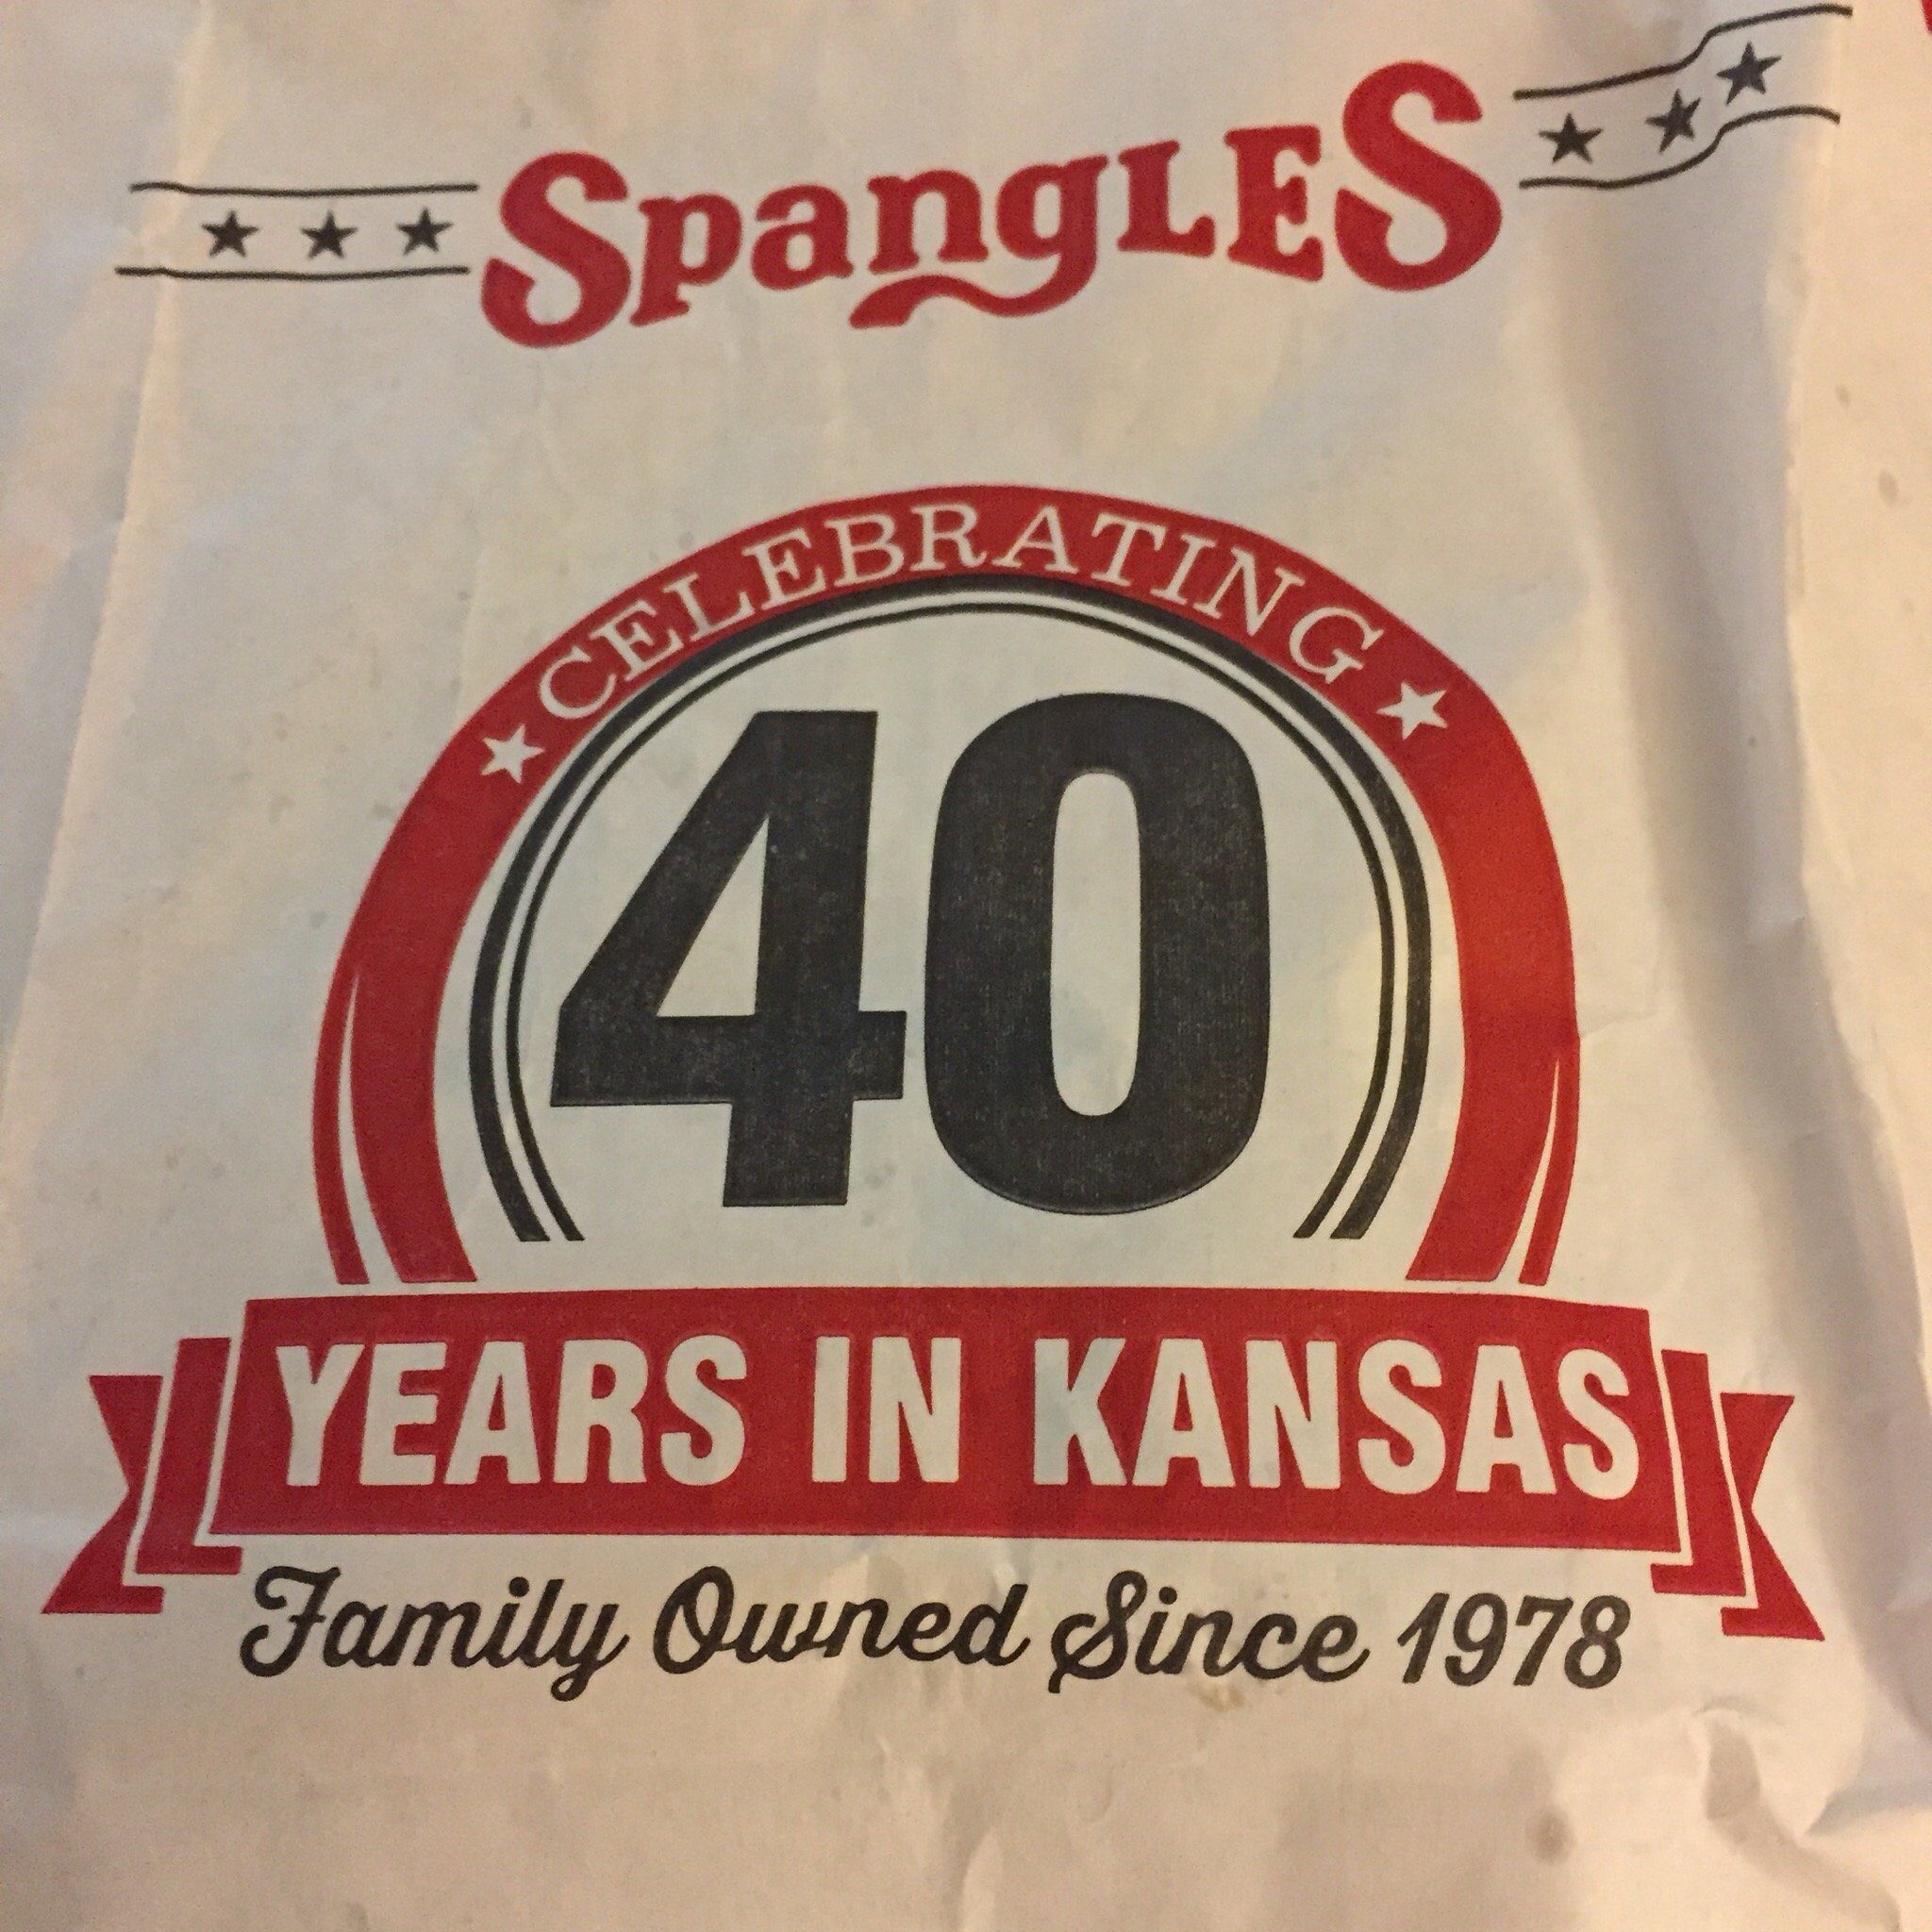 SpangLES
CELEBRATING
40
YEARS IN KANSAS
Family Owned Since 1978